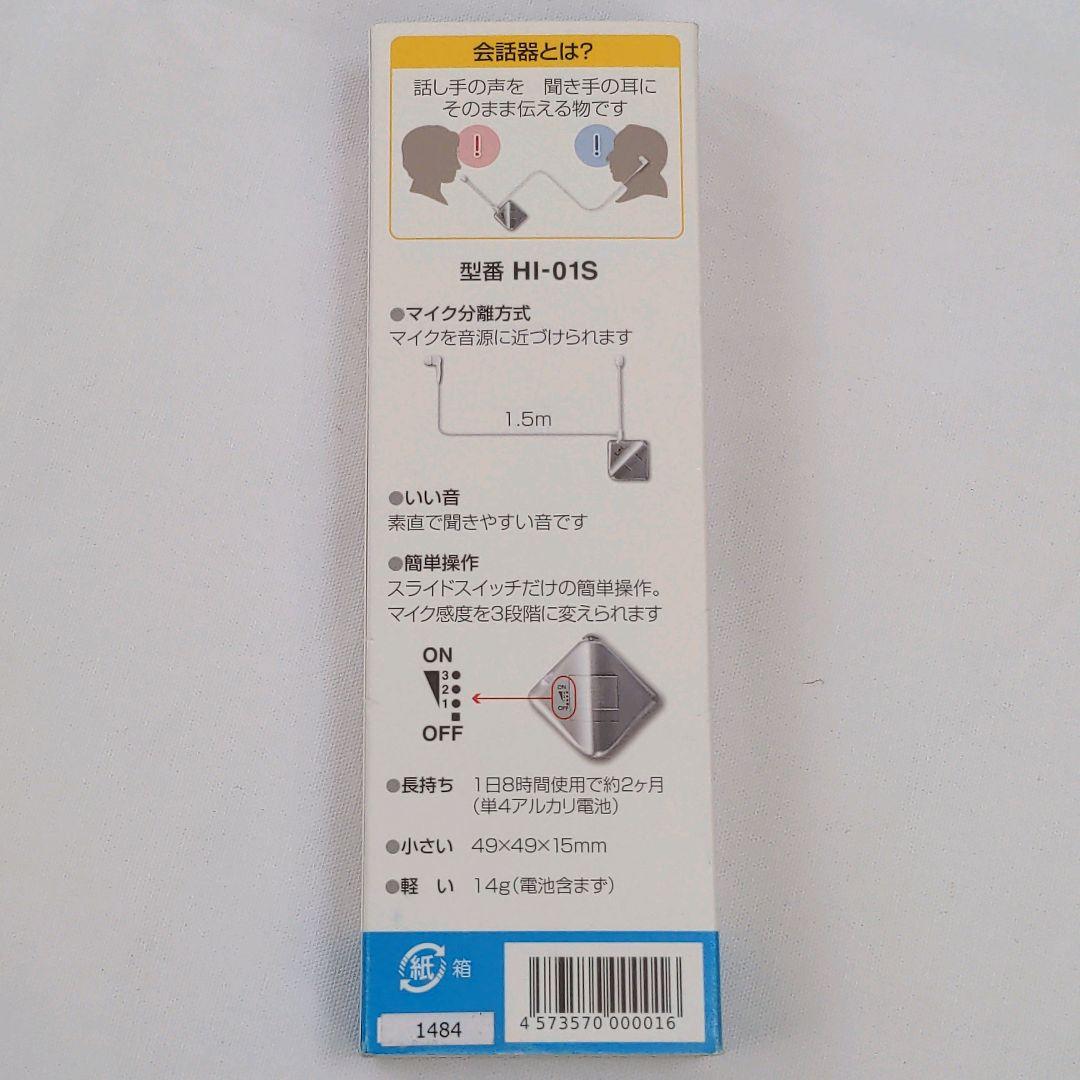 会話器とは?
話し手の声を 聞き手の耳に
そのまま伝える物です
!
!
型番 HI-01S
●マイク分離方式
マイクを音源に近づけられます
1.5m
●いい音
素直で聞きやすい音です
●簡単操作
スライドスイッチだけの簡単操作。
マイク感度を3段階に変えられます
ON
3●
2●
1●
■
OFF
ON
OFF
●長持ち 1日8時間使用で約2ヶ月
(単4アルカリ電池)
●小さい 49×49×15mm
●軽い 14g(電池含まず)
紙 箱
1484
4 573570 000016